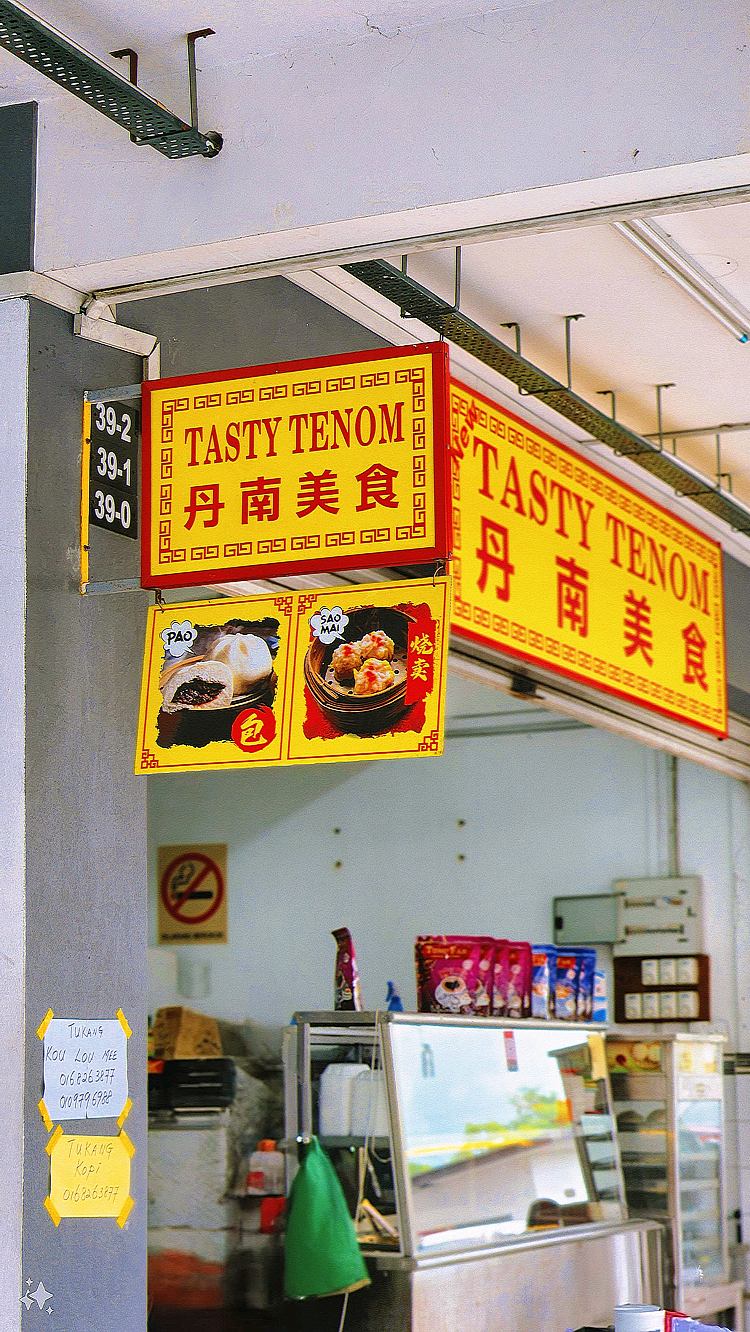 39-2
39-1
39-0
TASTY TENOM
丹南美食
New
TASTY TENOM
丹南美食
PAO
包
SAO
MAI
烧卖
TUKANG
KOU LOU MEE
0168263877
TUKANG
KOPI
0168263877